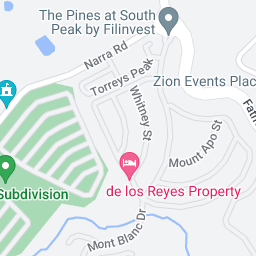 The Pines at South
Peak by Filinvest
Narra Rd
Torreys Peak
Zion Events Place
Whitney St
Mount Apo St
Subdivision
de los Reyes Property
Mont Blanc Dr